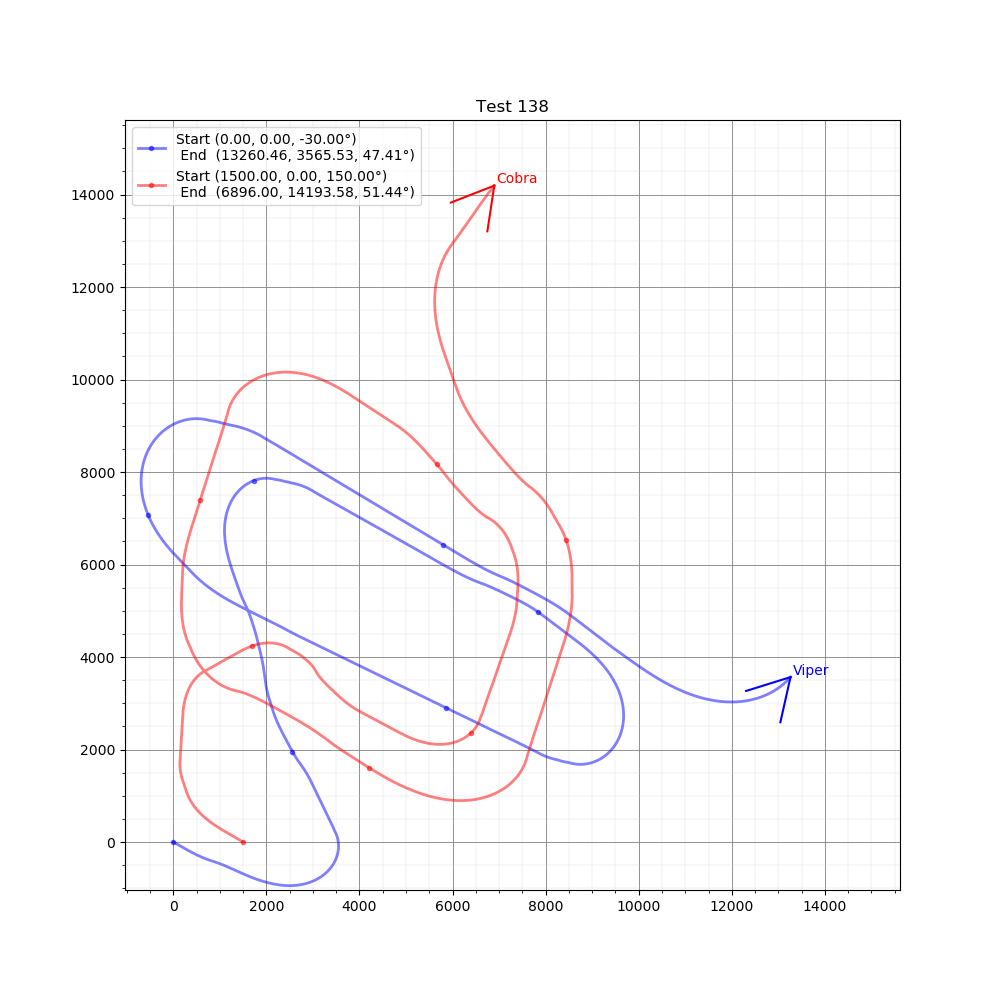 Test 138
Start (0.00, 0.00, -30.00°)
End  (13260.46, 3565.53, 47.41°)
Start (1500.00, 0.00, 150.00°)
End  (6896.00, 14193.58, 51.44°)
Cobra
Viper
14000
12000
10000
8000
6000
4000
2000
0
0 2000 4000 6000 8000 10000 12000 14000